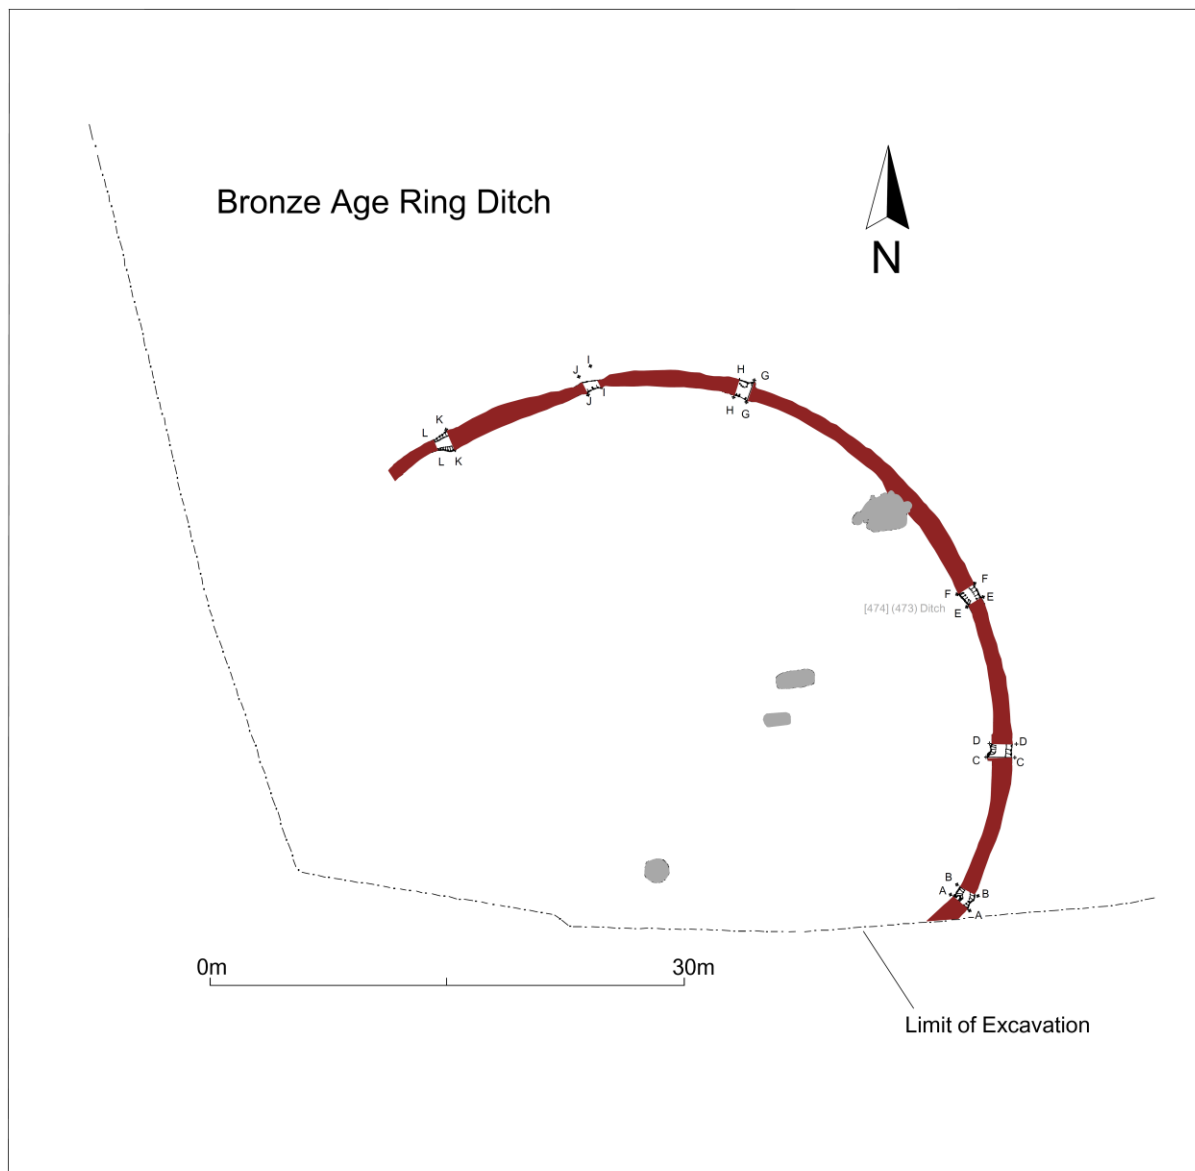 Bronze Age Ring Ditch
N
I
J
H
G
I
J
H
G
K
L
L
K
F
F
E
E
[474] (473) Ditch
D
D
C
C
B
A
B
A
0m
30m
Limit of Excavation